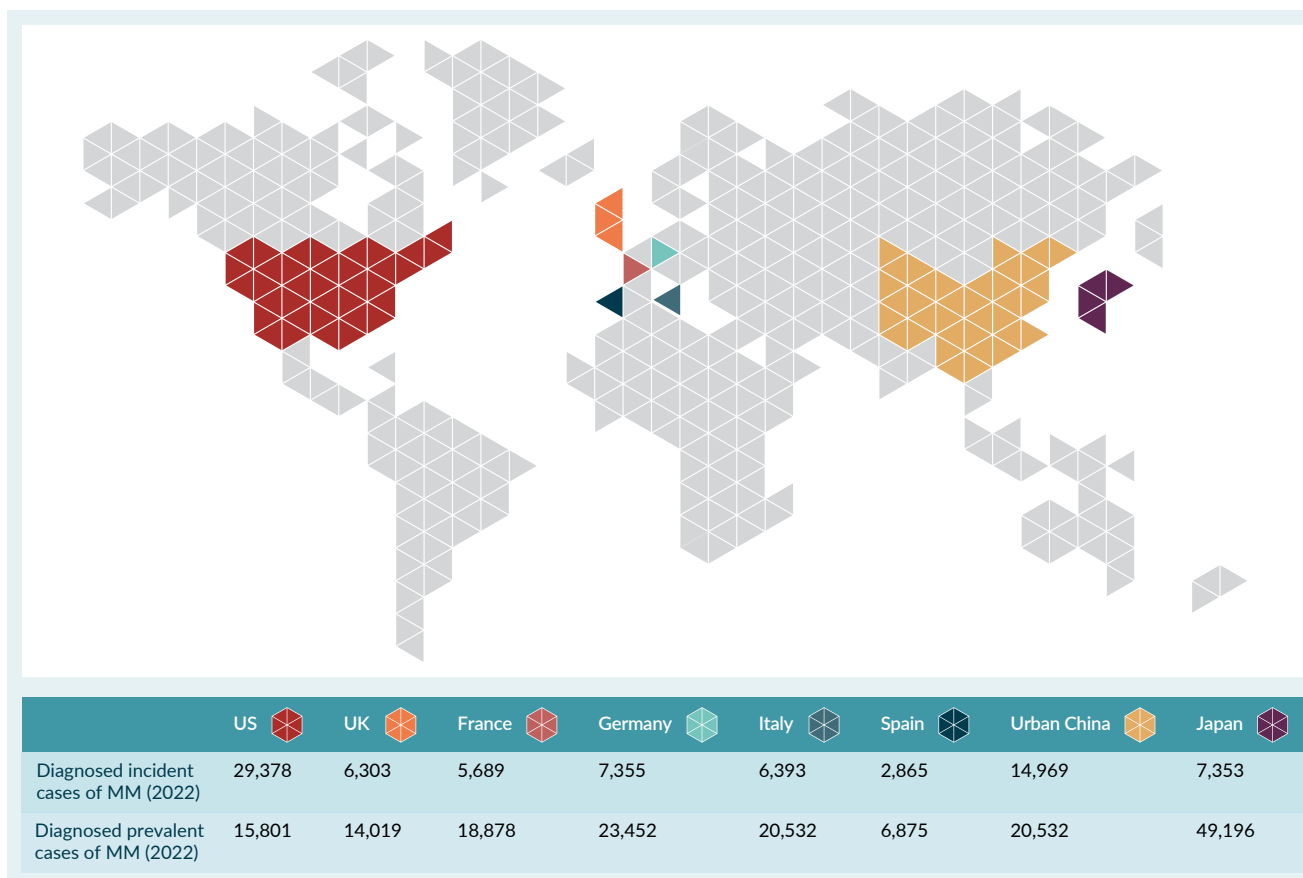 US UK France Germany Italy Spain Urban China Japan
Diagnosed incident
cases of MM (2022)
29,378 6,303 5,689 7,355 6,393 2,865 14,969 7,353
Diagnosed prevalent
cases of MM (2022)
15,801 14,019 18,878 23,452 20,532 6,875 20,532 49,196